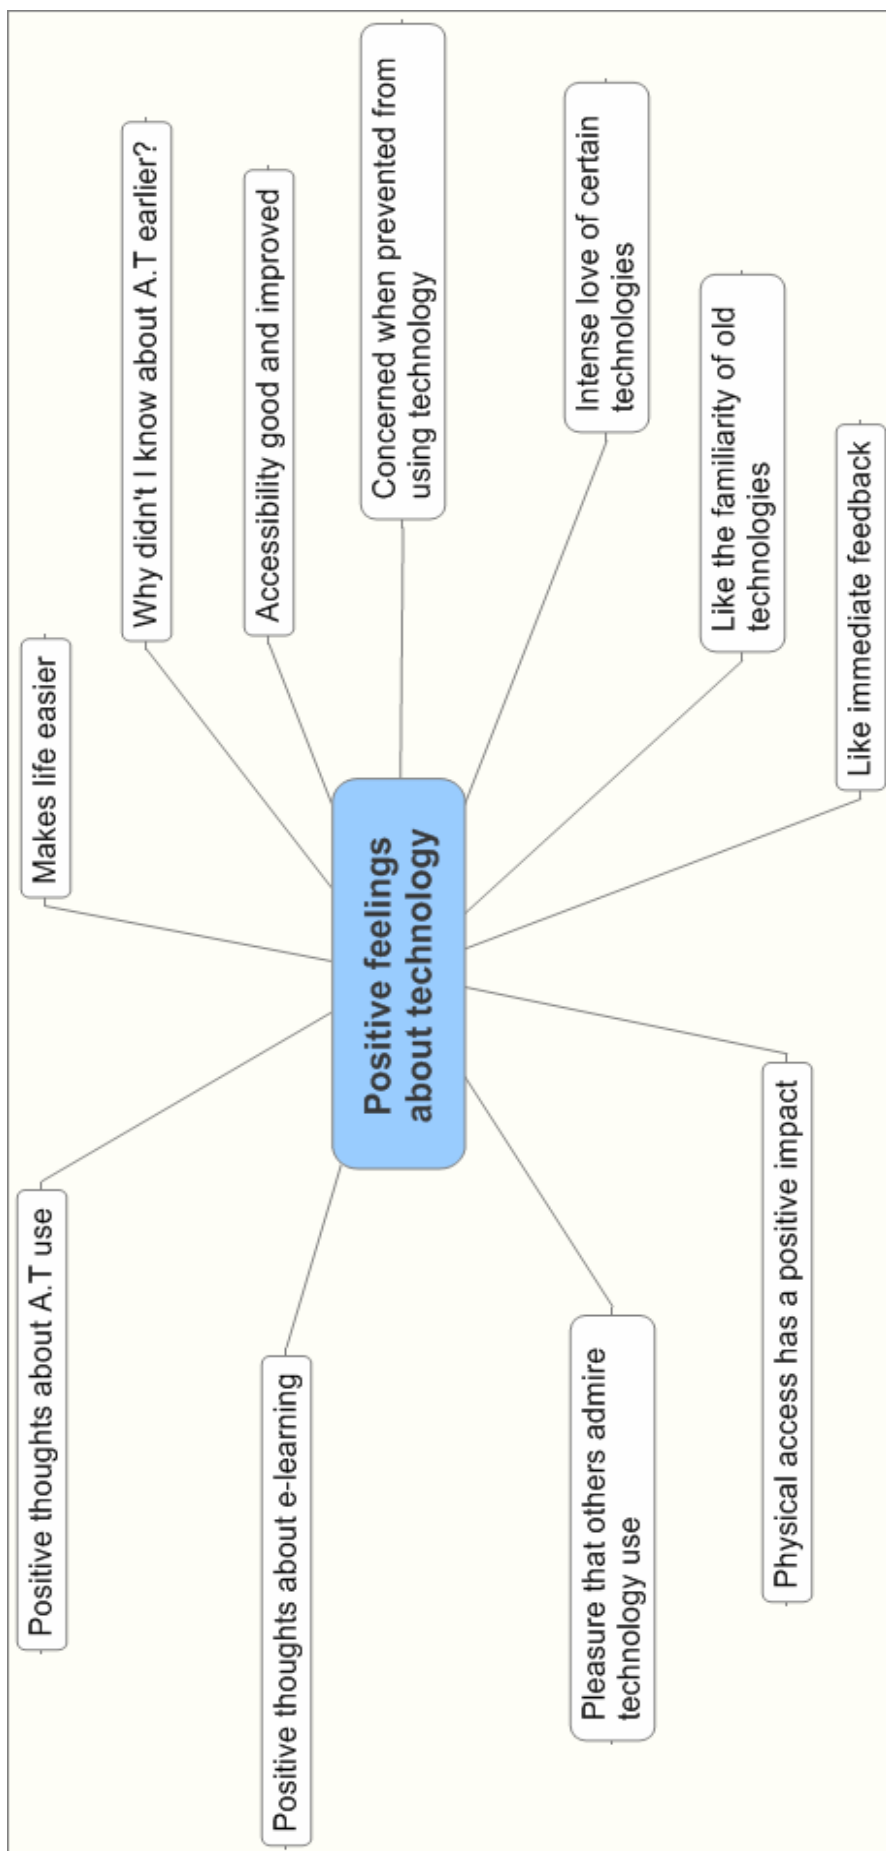 Positive thoughts about A.T use
Makes life easier
Why didn't I know about A.T earlier?
Accessibility good and improved
Positive thoughts about e-learning
Positive feelings
about technology
Concerned when prevented from
using technology
Pleasure that others admire
technology use
Intense love of certain
technologies
Like the familiarity of old
technologies
Physical access has a positive impact
Like immediate feedback